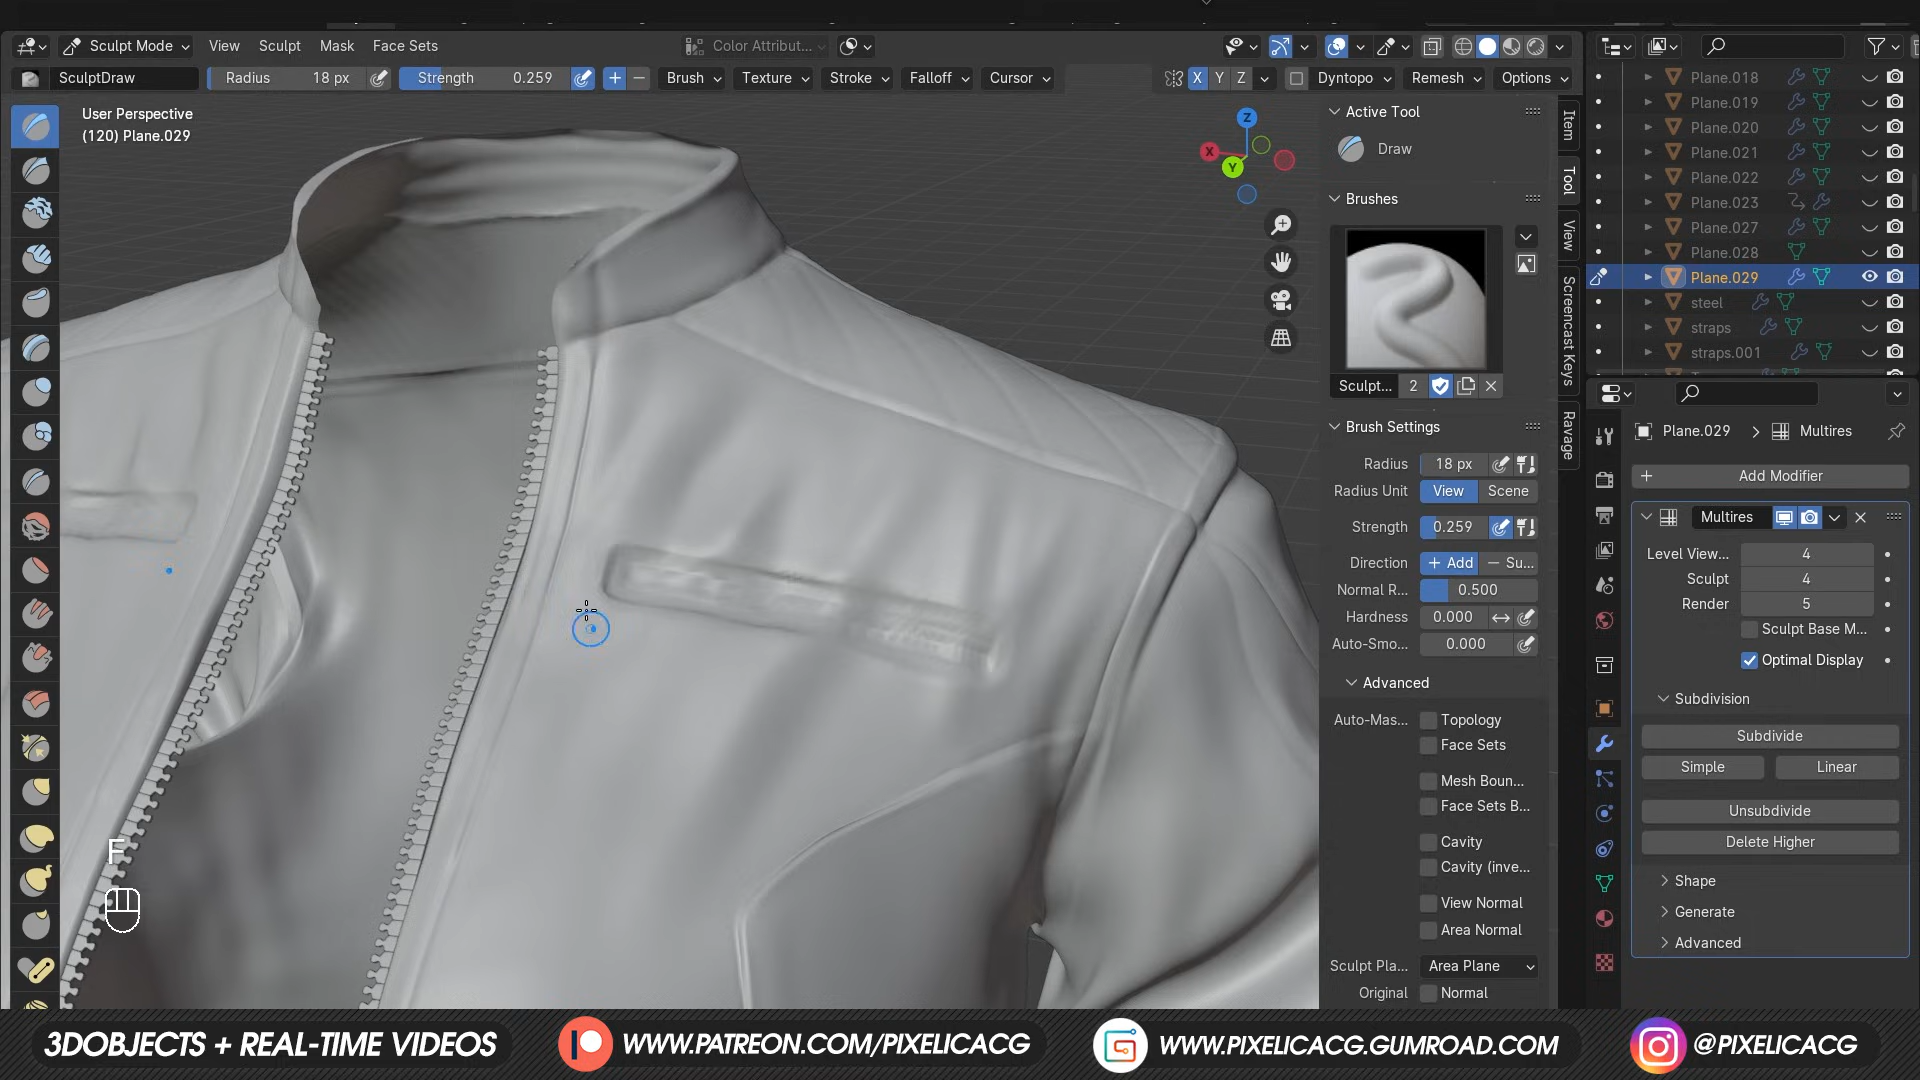 Sculpt Mode View Sculpt Mask Face Sets Color Attribut...
SculptDraw Radius 18 px Strength 0.259 + − Brush Texture Stroke Falloff Cursor X Y Z Dyntopo Remesh Options
User Perspective
(120) Plane.029
Z
X
Y
F
Active Tool
Draw
Brushes
Sculpt... 2
Brush Settings
Radius 18 px
Radius Unit View Scene
Strength 0.259
Direction + Add − Su...
Normal R... 0.500
Hardness 0.000
Auto-Smo... 0.000
Advanced
Auto-Mas... Topology
Face Sets
Mesh Boun...
Face Sets B...
Cavity
Cavity (inve...
View Normal
Area Normal
Sculpt Pla... Area Plane
Original Normal
Item
Tool
View
Screencast Keys
Ravage
Plane.018
Plane.019
Plane.020
Plane.021
Plane.022
Plane.023
Plane.027
Plane.028
Plane.029
steel
straps
straps.001
Plane.029 > Multires
+ Add Modifier
Multires
Level View... 4
Sculpt 4
Render 5
Sculpt Base M...
Optimal Display
Subdivision
Subdivide
Simple Linear
Unsubdivide
Delete Higher
Shape
Generate
Advanced
3DOBJECTS + REAL-TIME VIDEOS WWW.PATREON.COM/PIXELICACG WWW.PIXELICACG.GUMROAD.COM @PIXELICACG